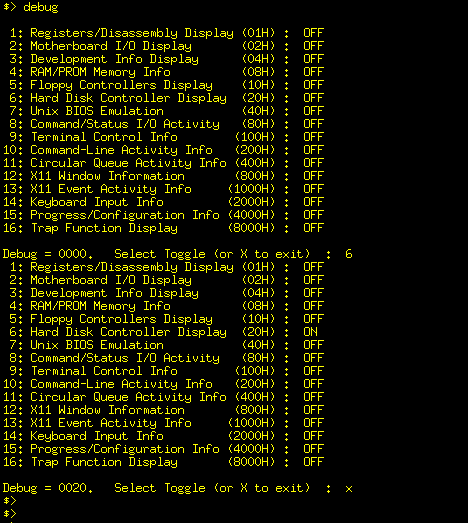 $> debug
1: Registers/Disassembly Display (01H) :  OFF
2: Motherboard I/O Display       (02H) :  OFF
3: Development Info Display      (04H) :  OFF
4: RAM/PROM Memory Info          (08H) :  OFF
5: Floppy Controllers Display    (10H) :  OFF
6: Hard Disk Controller Display  (20H) :  OFF
7: Unix BIOS Emulation           (40H) :  OFF
8: Command/Status I/O Activity   (80H) :  OFF
9: Terminal Control Info        (100H) :  OFF
10: Command-Line Activity Info   (200H) :  OFF
11: Circular Queue Activity Info (400H) :  OFF
12: X11 Window Information       (800H) :  OFF
13: X11 Event Activity Info     (1000H) :  OFF
14: Keyboard Input Info         (2000H) :  OFF
15: Progress/Configuration Info (4000H) :  OFF
16: Trap Function Display       (8000H) :  OFF
Debug = 0000.   Select Toggle (or X to exit)  :  6
1: Registers/Disassembly Display (01H) :  OFF
2: Motherboard I/O Display       (02H) :  OFF
3: Development Info Display      (04H) :  OFF
4: RAM/PROM Memory Info          (08H) :  OFF
5: Floppy Controllers Display    (10H) :  OFF
6: Hard Disk Controller Display  (20H) :  ON
7: Unix BIOS Emulation           (40H) :  OFF
8: Command/Status I/O Activity   (80H) :  OFF
9: Terminal Control Info        (100H) :  OFF
10: Command-Line Activity Info   (200H) :  OFF
11: Circular Queue Activity Info (400H) :  OFF
12: X11 Window Information       (800H) :  OFF
13: X11 Event Activity Info     (1000H) :  OFF
14: Keyboard Input Info         (2000H) :  OFF
15: Progress/Configuration Info (4000H) :  OFF
16: Trap Function Display       (8000H) :  OFF
Debug = 0020.   Select Toggle (or X to exit)  :  x
$>
$>